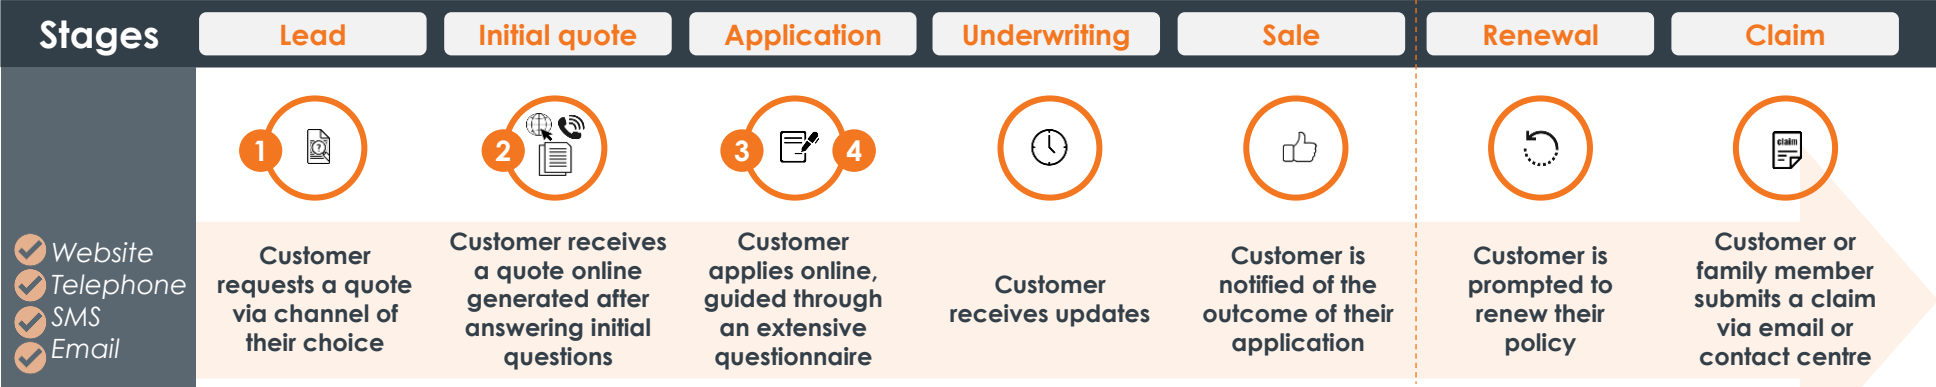 Stages
Lead
Initial quote
Application
Underwriting
Sale
Renewal
Claim
1
2
3
4
claim
Website
Telephone
SMS
Email
Customer
requests a quote
via channel of
their choice
Customer receives
a quote online
generated after
answering initial
questions
Customer
applies online,
guided through
an extensive
questionnaire
Customer
receives updates
Customer is
notified of the
outcome of their
application
Customer is
prompted to
renew their
policy
Customer or
family member
submits a claim
via email or
contact centre